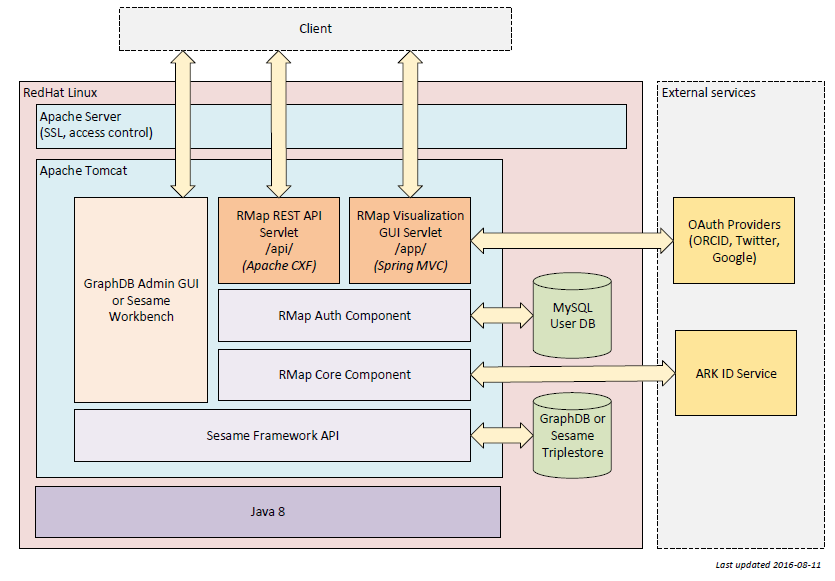 Client
RedHat Linux
Apache Server
(SSL, access control)
External services
Apache Tomcat
GraphDB Admin GUI
or Sesame
Workbench
RMap REST API
Servlet
/api/
(Apache CXF)
RMap Visualization
GUI Servlet
/app/
(Spring MVC)
OAuth Providers
(ORCID, Twitter,
Google)
RMap Auth Component
MySQL
User DB
RMap Core Component
ARK ID Service
Sesame Framework API
GraphDB or
Sesame
Triplestore
Java 8
Last updated 2016-08-11